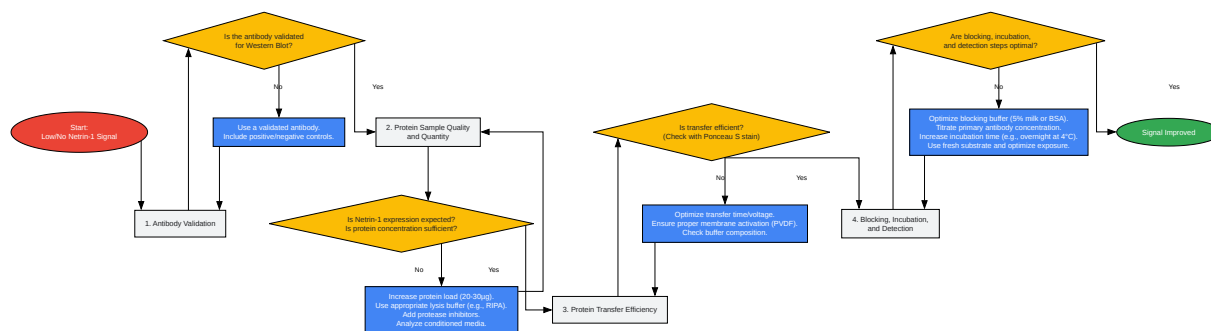 Start:
Low/No Netrin-1 Signal
1. Antibody Validation
Is the antibody validated
for Western Blot?
No
Yes
Use a validated antibody.
Include positive/negative controls.
2. Protein Sample Quality
and Quantity
Is Netrin-1 expression expected?
Is protein concentration sufficient?
No
Yes
Increase protein load (20-30µg).
Use appropriate lysis buffer (e.g., RIPA).
Add protease inhibitors.
Analyze conditioned media.
3. Protein Transfer Efficiency
Is transfer efficient?
(Check with Ponceau S stain)
No
Yes
Optimize transfer time/voltage.
Ensure proper membrane activation (PVDF).
Check buffer composition.
4. Blocking, Incubation,
and Detection
Are blocking, incubation,
and detection steps optimal?
No
Yes
Optimize blocking buffer (5% milk or BSA).
Titrate primary antibody concentration.
Increase incubation time (e.g., overnight at 4°C).
Use fresh substrate and optimize exposure.
Signal Improved